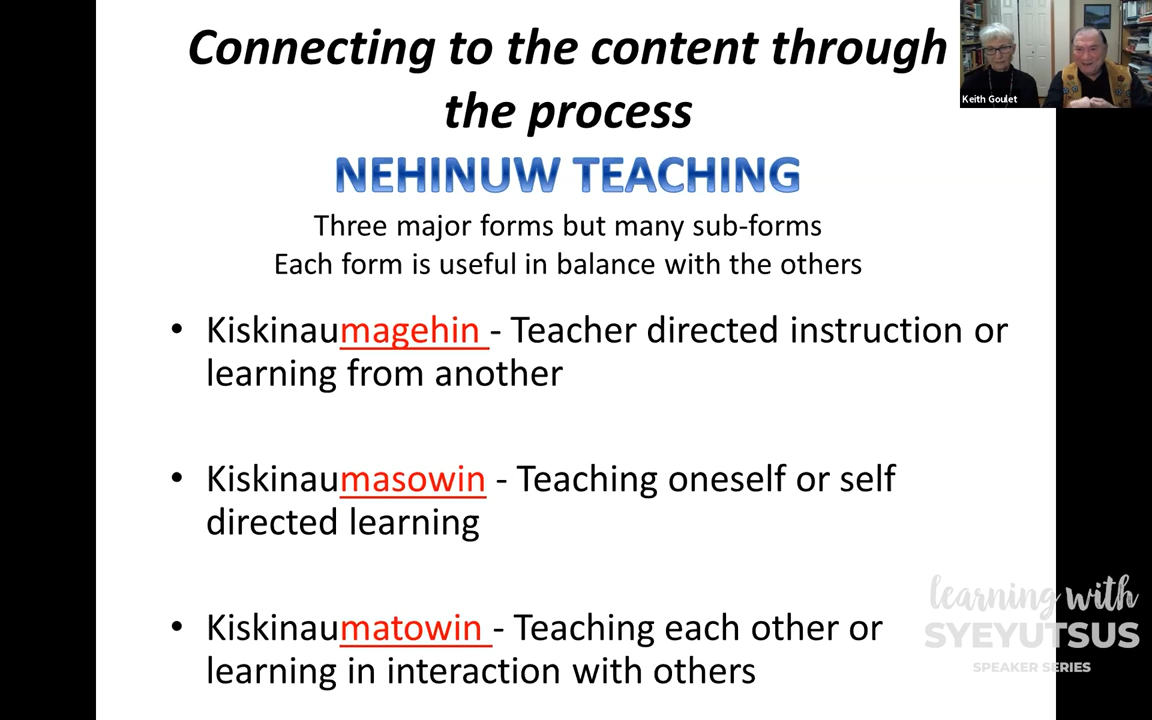 Connecting to the content through
the process
NEHINUW TEACHING
Three major forms but many sub-forms
Each form is useful in balance with the others
• Kiskinaumagehin - Teacher directed instruction or
learning from another
• Kiskinaumasowin - Teaching oneself or self
directed learning
• Kiskinaumatowin - Teaching each other or
learning in interaction with others
Keith Goulet
learning with
SYEYUTSUS
SPEAKER SERIES